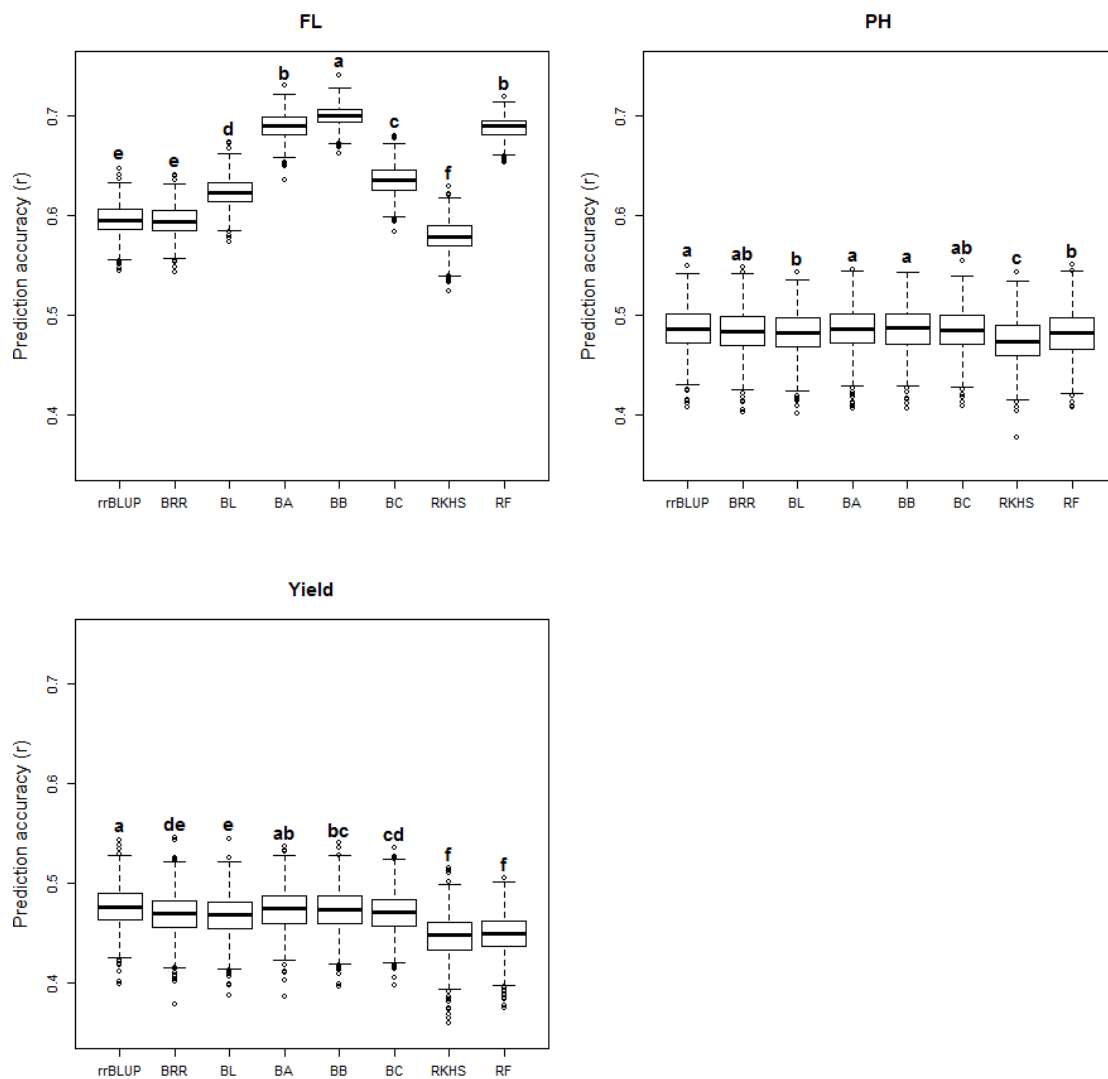 FL
b a b
d c
e e f
Prediction accuracy (r)
0.7
0.6
0.5
0.4
rrBLUP BRR BL BA BB BC RKHS RF
PH
a ab b a a ab c b
Prediction accuracy (r)
0.7
0.6
0.5
0.4
rrBLUP BRR BL BA BB BC RKHS RF
Yield
a de e ab bc cd f f
Prediction accuracy (r)
0.7
0.6
0.5
0.4
rrBLUP BRR BL BA BB BC RKHS RF